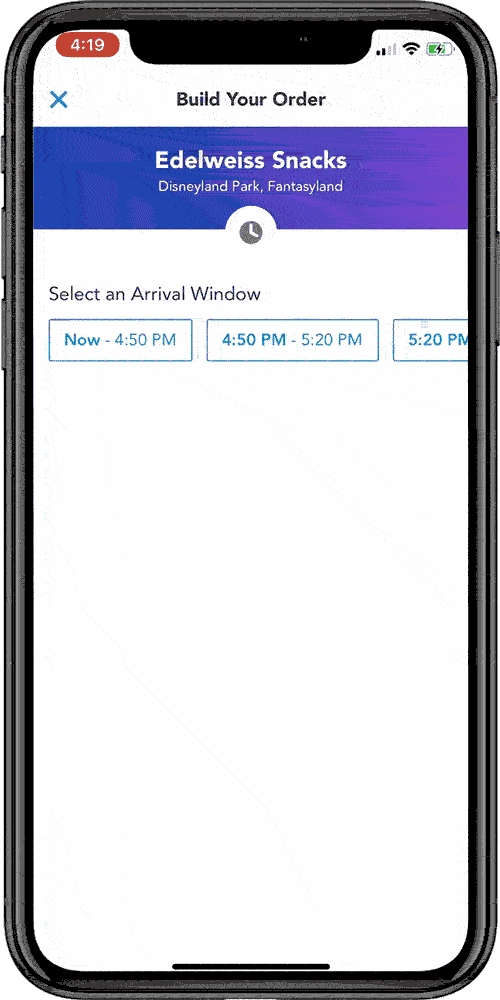 4:19
Build Your Order
Edelweiss Snacks
Disneyland Park, Fantasyland
Select an Arrival Window
Now - 4:50 PM 4:50 PM - 5:20 PM 5:20 PM